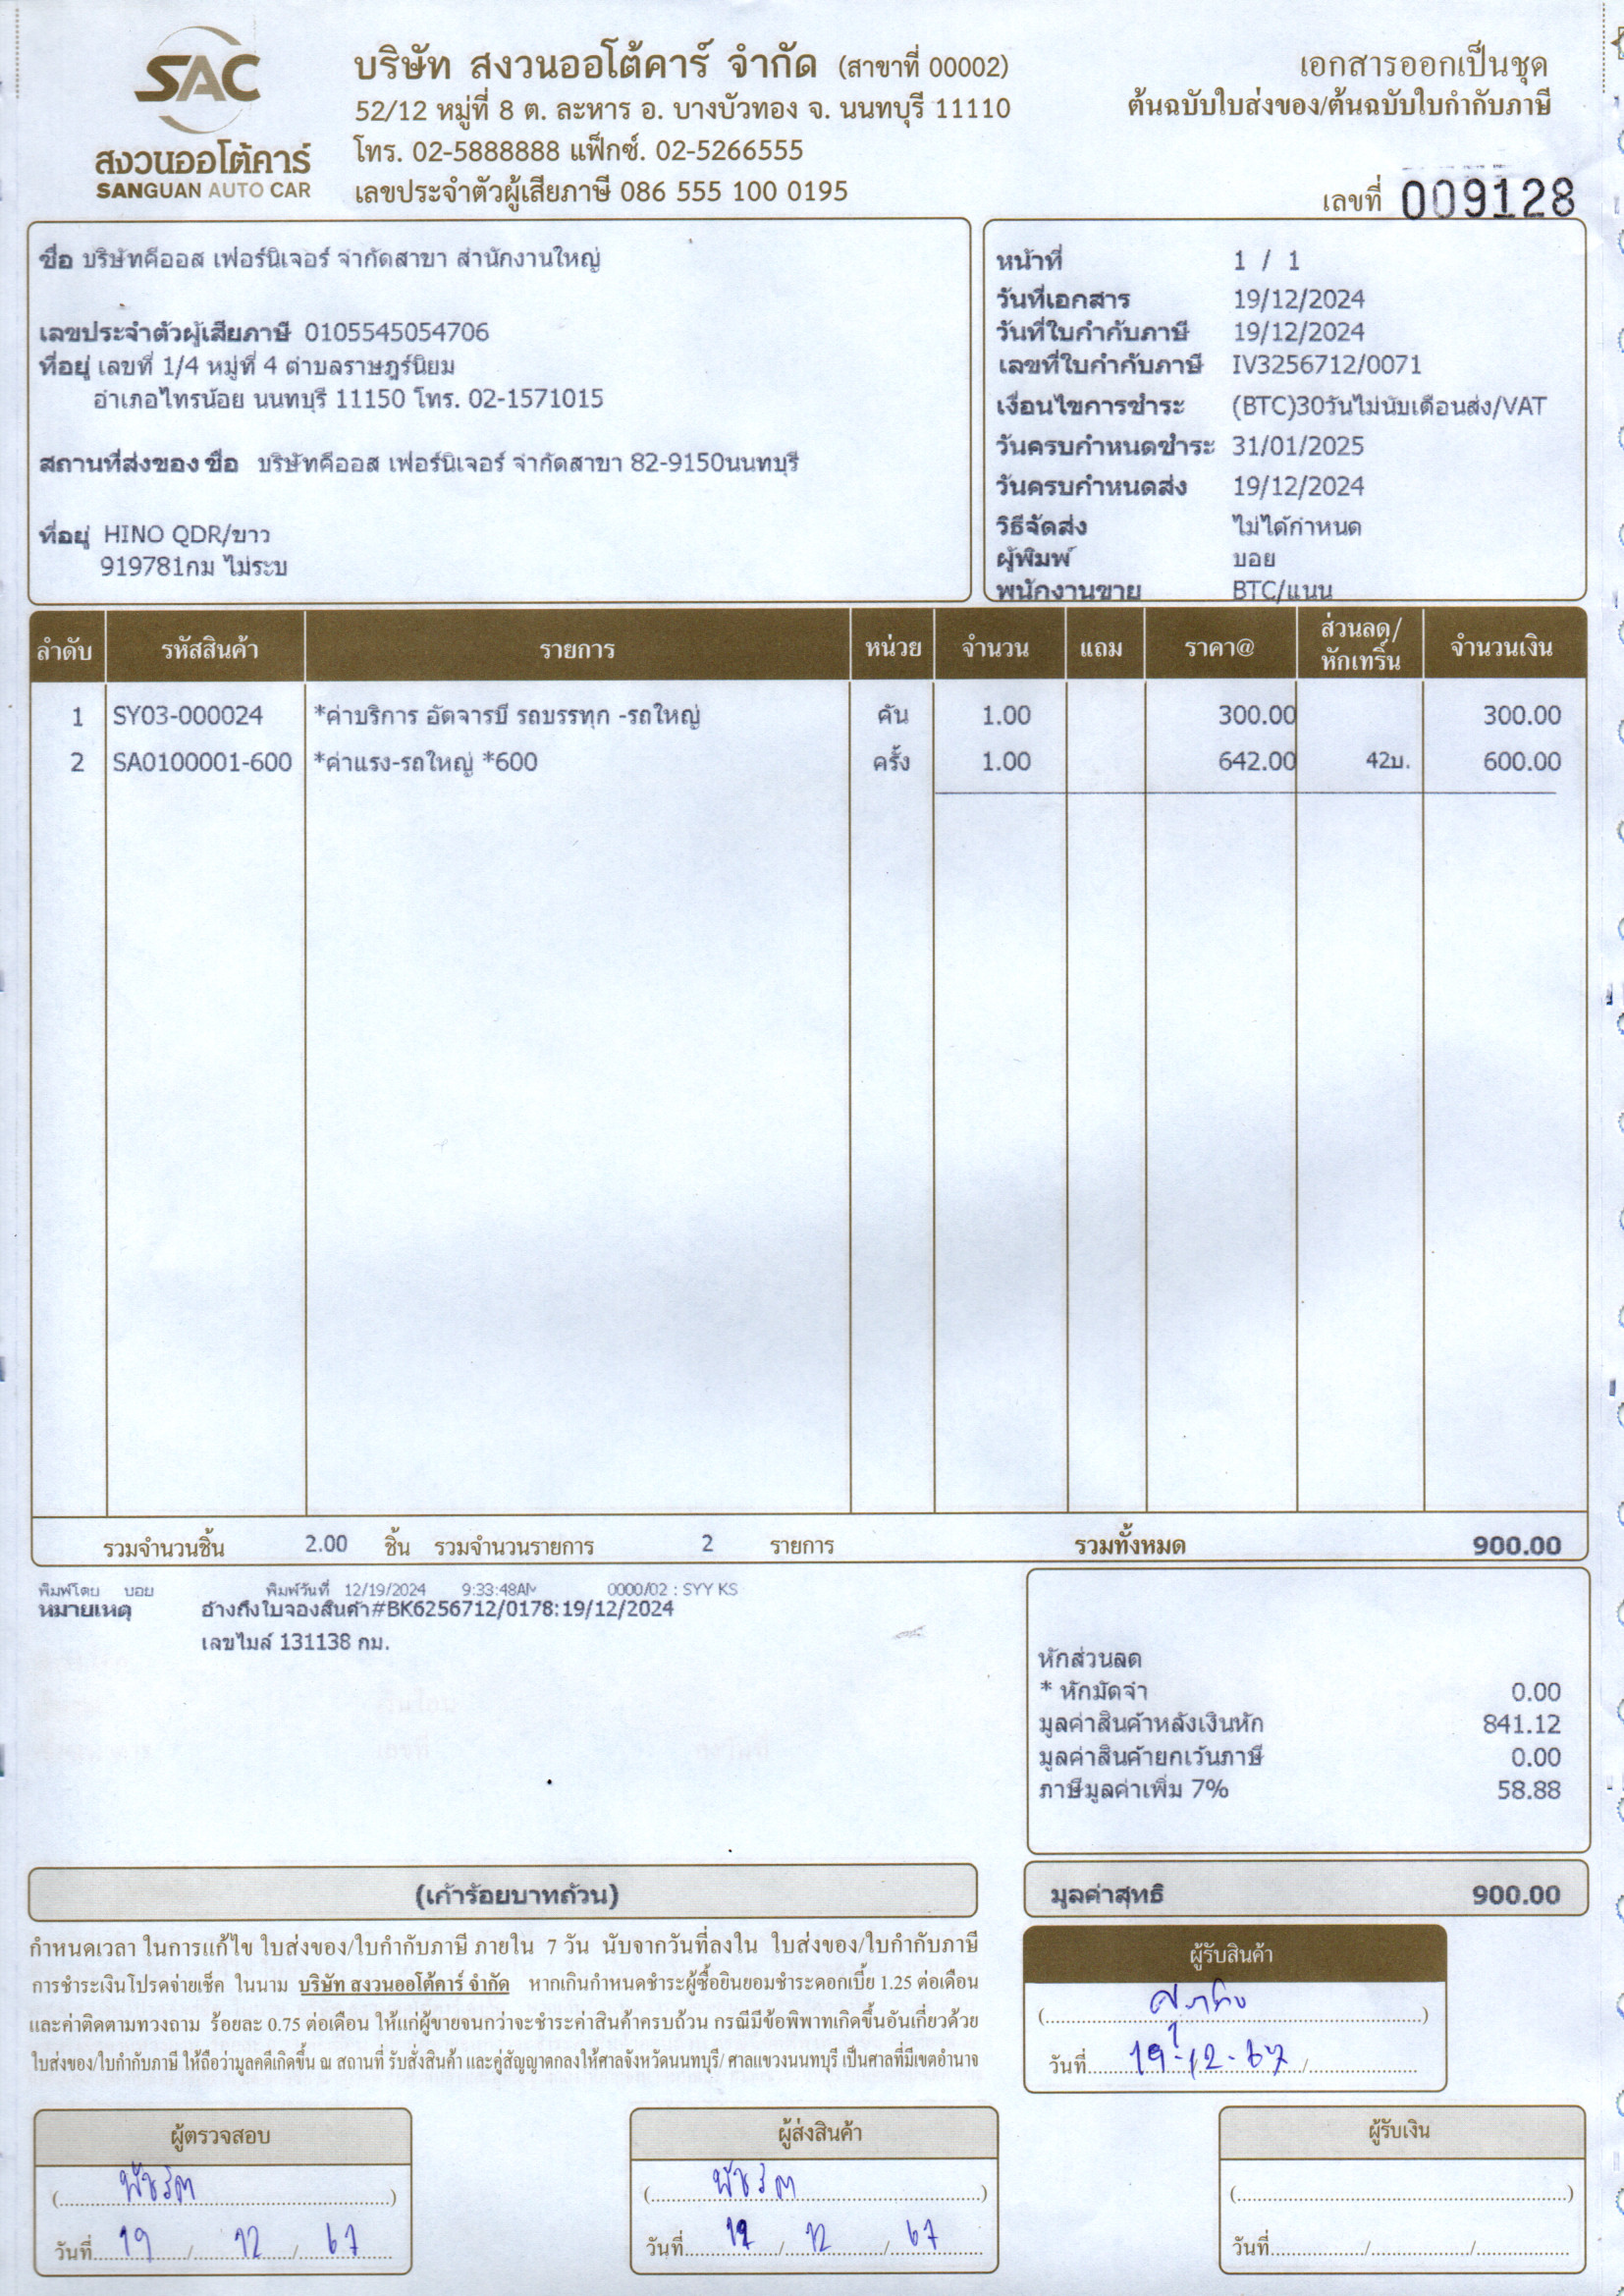 SAC
สงวนออโต้คาร์
SANGUAN AUTO CAR
บริษัท สงวนออโต้คาร์ จำกัด (สาขาที่ 00002)
52/12 หมู่ที่ 8 ต. ละหาร อ. บางบัวทอง จ. นนทบุรี 11110
โทร. 02-5888888 แฟ็กซ์. 02-5266555
เลขประจำตัวผู้เสียภาษี 086 555 100 0195
เอกสารออกเป็นชุด
ต้นฉบับใบส่งของ/ต้นฉบับใบกำกับภาษี
เลขที่ 009128
ชื่อ บริษัทคีออส เฟอร์นิเจอร์ จำกัดสาขา สำนักงานใหญ่
เลขประจำตัวผู้เสียภาษี 0105545054706
ที่อยู่ เลขที่ 1/4 หมู่ที่ 4 ตำบลราษฎร์นิยม
อำเภอไทรน้อย นนทบุรี 11150 โทร. 02-1571015
สถานที่ส่งของ ชื่อ บริษัทคีออส เฟอร์นิเจอร์ จำกัดสาขา 82-9150นนทบุรี
ที่อยู่ HINO QDR/ขาว
919781กม ไม่ระบ
หน้าที่ 1 / 1
วันที่เอกสาร 19/12/2024
วันที่ใบกำกับภาษี 19/12/2024
เลขที่ใบกำกับภาษี IV3256712/0071
เงื่อนไขการชำระ (BTC)30วันไม่นับเดือนส่ง/VAT
วันครบกำหนดชำระ 31/01/2025
วันครบกำหนดส่ง 19/12/2024
วิธีจัดส่ง ไม่ได้กำหนด
ผู้พิมพ์ บอย
พนักงานขาย BTC/แนน
ลำดับ รหัสสินค้า รายการ หน่วย จำนวน แถม ราคา@ ส่วนลด/หักเทริ์น จำนวนเงิน
1 SY03-000024 *ค่าบริการ อัดจารบี รถบรรทุก -รถใหญ่ คัน 1.00 300.00 300.00
2 SA0100001-600 *ค่าแรง-รถใหญ่ *600 ครั้ง 1.00 642.00 42บ. 600.00
รวมจำนวนชิ้น 2.00 ชิ้น รวมจำนวนรายการ 2 รายการ รวมทั้งหมด 900.00
พิมพ์โดย บอย พิมพ์วันที่ 12/19/2024 9:33:48AM 0000/02 : SYY KS
หมายเหตุ อ้างถึงใบจองสินค้า#BK6256712/0178:19/12/2024
เลขไมล์ 131138 กม.
หักส่วนลด
* หักมัดจำ 0.00
มูลค่าสินค้าหลังเงินหัก 841.12
มูลค่าสินค้ายกเว้นภาษี 0.00
ภาษีมูลค่าเพิ่ม 7% 58.88
(เก้าร้อยบาทถ้วน)
มูลค่าสุทธิ 900.00
กำหนดเวลา ในการแก้ไข ใบส่งของ/ใบกำกับภาษี ภายใน 7 วัน นับจากวันที่ลงใน ใบส่งของ/ใบกำกับภาษี
การชำระเงินโปรดจ่ายเช็ค ในนาม บริษัท สงวนออโต้คาร์ จำกัด หากเกินกำหนดชำระผู้ซื้อยินยอมชำระดอกเบี้ย 1.25 ต่อเดือน
และค่าติดตามทวงถาม ร้อยละ 0.75 ต่อเดือน ให้แก่ผู้ขายจนกว่าจะชำระค่าสินค้าครบถ้วน กรณีมีข้อพิพาทเกิดขึ้นอันเกี่ยวด้วย
ใบส่งของ/ใบกำกับภาษี ให้ถือว่ามูลคดีเกิดขึ้น ณ สถานที่ รับสั่งสินค้า และคู่สัญญาตกลงให้ศาลจังหวัดนนทบุรี/ ศาลแขวงนนทบุรี เป็นศาลที่มีเขตอำนาจ
ผู้รับสินค้า
วันที่ 19-12-67
ผู้ตรวจสอบ
(พัชรีต)
วันที่ 19 / 12 / 67
ผู้ส่งสินค้า
(พัชรีต)
วันที่ 19 / 12 / 67
ผู้รับเงิน
วันที่